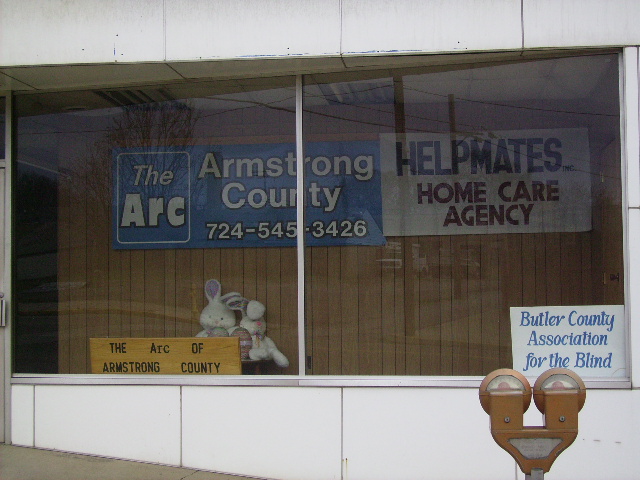 The
Arc
Armstrong
County
724-545-3426
HELPMATES INC.
HOME CARE
AGENCY
THE Arc OF
ARMSTRONG COUNTY
Butler County
Association
for the Blind